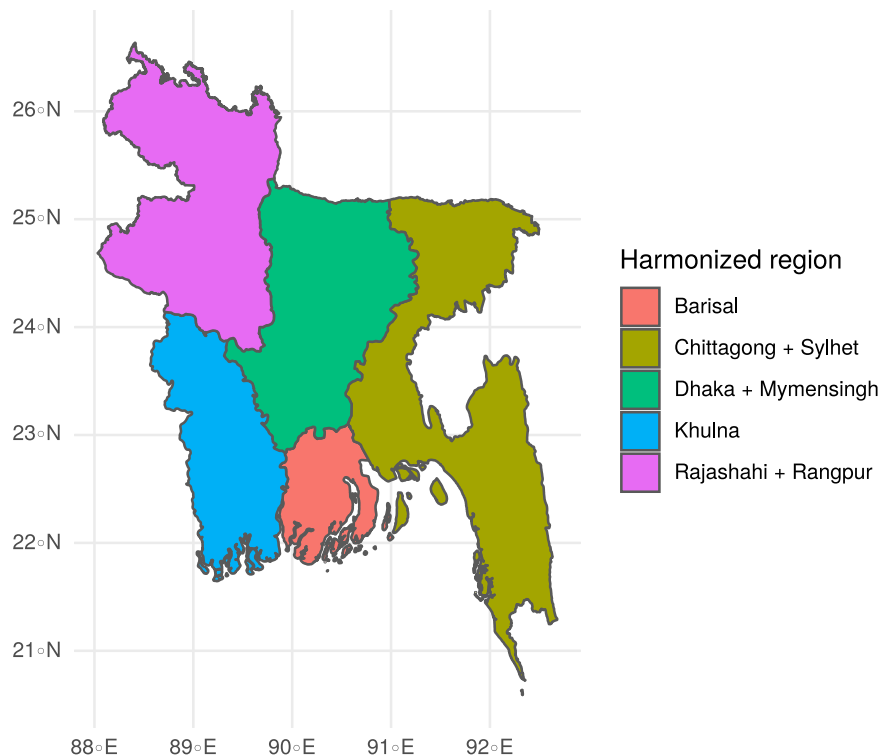 26◦N
25◦N
24◦N
23◦N
22◦N
21◦N
88◦E 89◦E 90◦E 91◦E 92◦E
Harmonized region
Barisal
Chittagong + Sylhet
Dhaka + Mymensingh
Khulna
Rajashahi + Rangpur